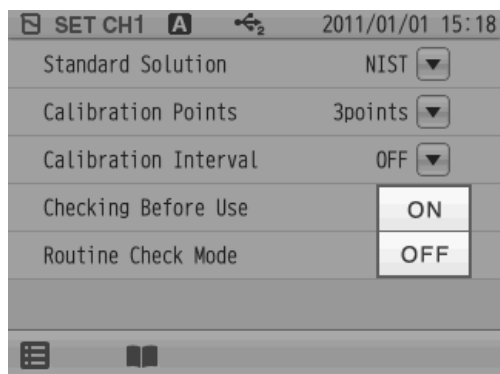 SET CH1 A 2 2011/01/01 15:18
Standard Solution NIST
Calibration Points 3points
Calibration Interval OFF
Checking Before Use ON
Routine Check Mode OFF